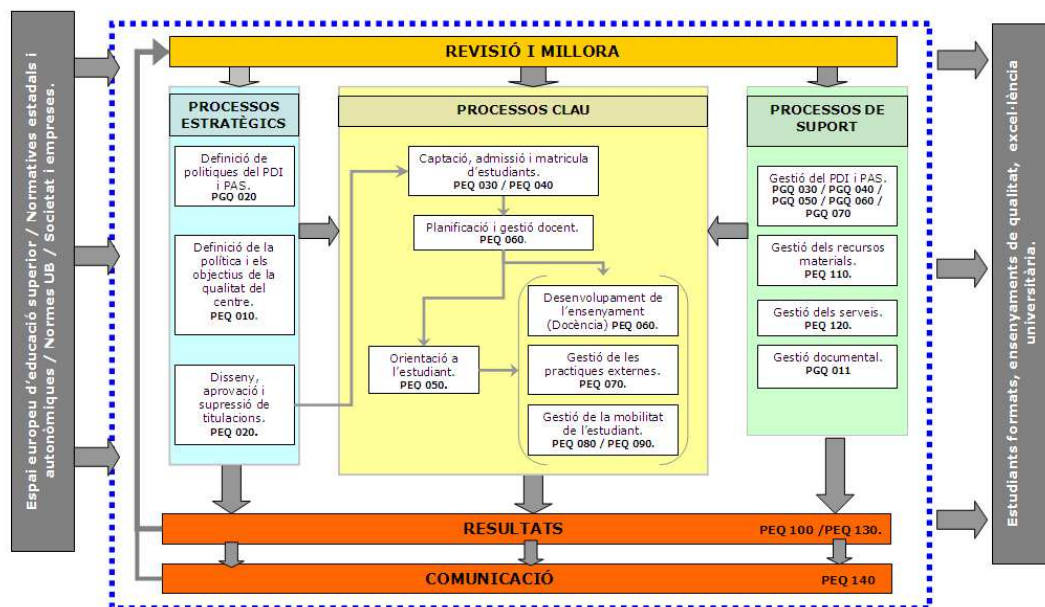 Espai europeu d'educació superior / Normatives estadals i
autonòmiques / Normes UB / Societat i empreses.
REVISIÓ I MILLORA
PROCESSOS
ESTRATÈGICS
Definició de
politiques del PDI
i PAS.
PGQ 020
Definició de la
política i els
objectius de la
qualitat del
centre.
PEQ 010.
Disseny,
aprovació i
supressió de
titulacions.
PEQ 020.
PROCESSOS CLAU
Captació, admissió i matricula
d'estudiants.
PEQ 030 / PEQ 040
Planificació i gestió docent.
PEQ 060.
Desenvolupament de
l'ensenyament
(Docència) PEQ 060.
Orientació a
l'estudiant.
PEQ 050.
Gestió de les
practiques externes.
PEQ 070.
Gestió de la mobilitat
de l'estudiant.
PEQ 080 / PEQ 090.
PROCESSOS DE
SUPORT
Gestió del PDI i PAS.
PGQ 030 / PGQ 040 /
PGQ 050 / PGQ 060 /
PGQ 070
Gestió dels recursos
materials.
PEQ 110.
Gestió dels serveis.
PEQ 120.
Gestió documental.
PGQ 011
RESULTATS
PEQ 100 /PEQ 130.
COMUNICACIÓ
PEQ 140
Estudiants formats, ensenyaments de qualitat, excel·lència
universitària.